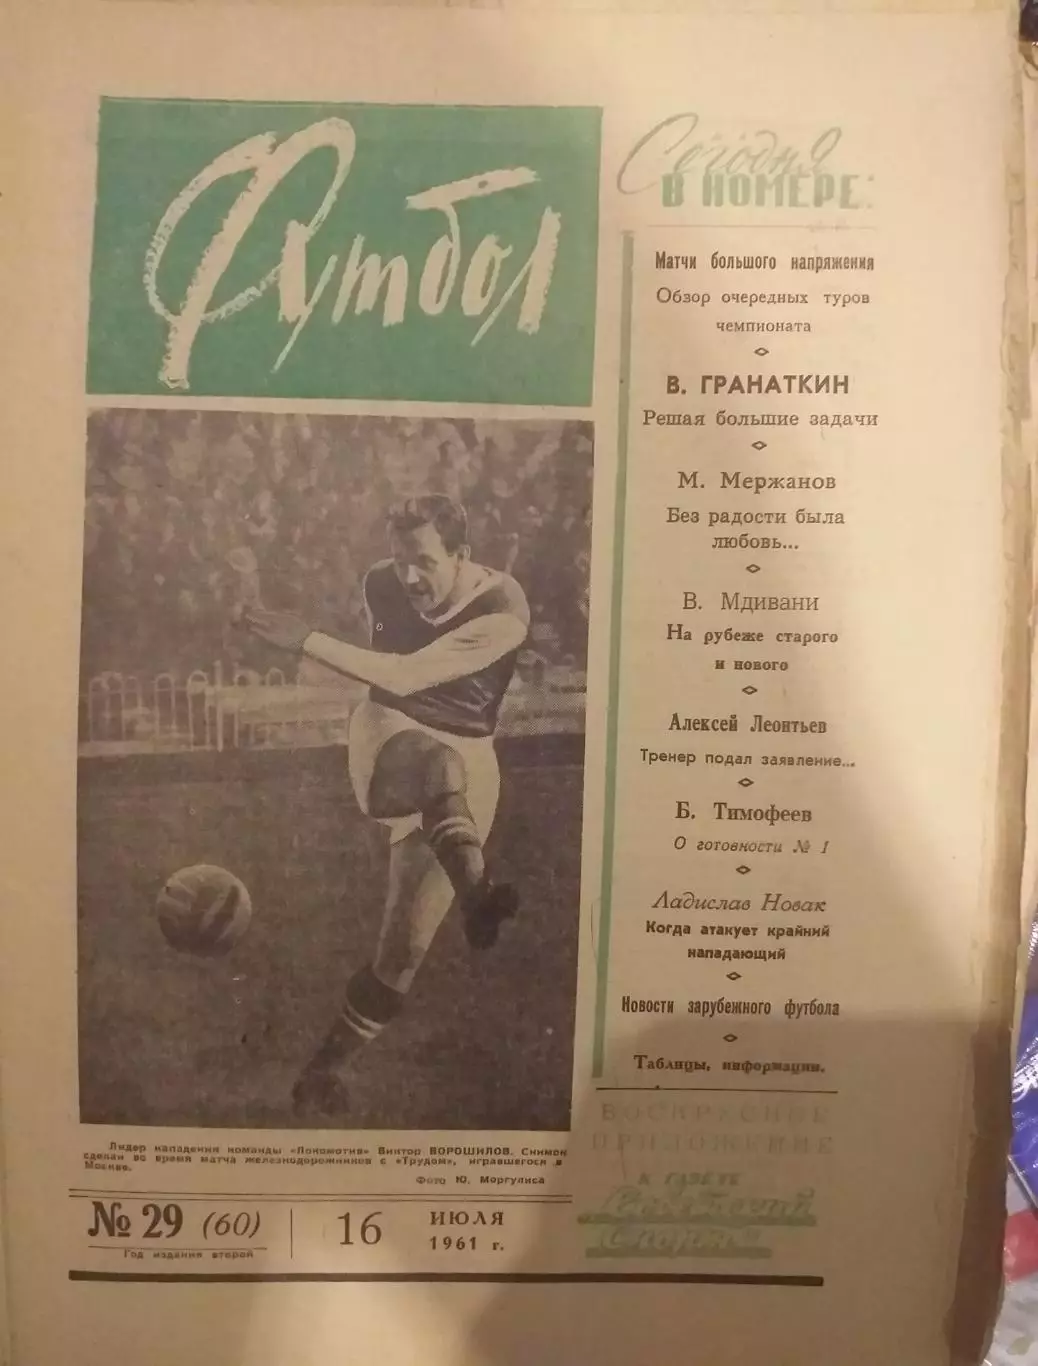 Футбол
Сегодня
В НОМЕРЕ:
Матчи большого напряжения
Обзор очередных туров
чемпионата
В. ГРАНАТКИН
Решая большие задачи
М. Мержанов
Без радости была
любовь...
В. Мдивани
На рубеже старого
и нового
Алексей Леонтьев
Тренер подал заявление...
Б. Тимофеев
О готовности № 1
Ладислав Новак
Когда атакует крайний
нападающий
Новости зарубежного футбола
Таблицы, информации.
ВОСКРЕСНОЕ
ПРИЛОЖЕНИЕ
К ГАЗЕТЕ
Советский
Спорт
Лидер нападения команды «Локомотив» Виктор ВОРОШИЛОВ. Снимок
сделан во время матча железнодорожников с «Трудом», игравшегося в
Москве.
Фото Ю. Моргулиса
№ 29 (60)
Год издания второй
16
ИЮЛЯ
1961 г.